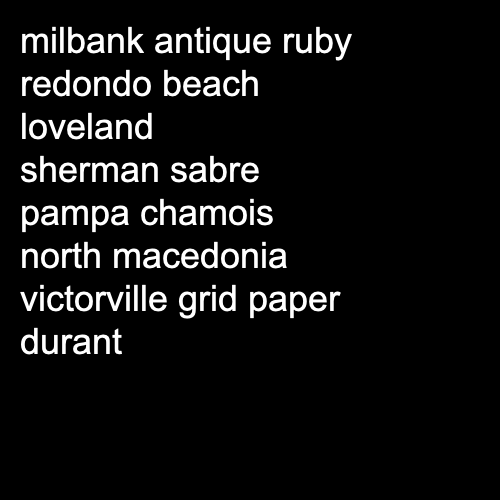 milbank antique ruby
redondo beach
loveland
sherman sabre
pampa chamois
north macedonia
victorville grid paper
durant